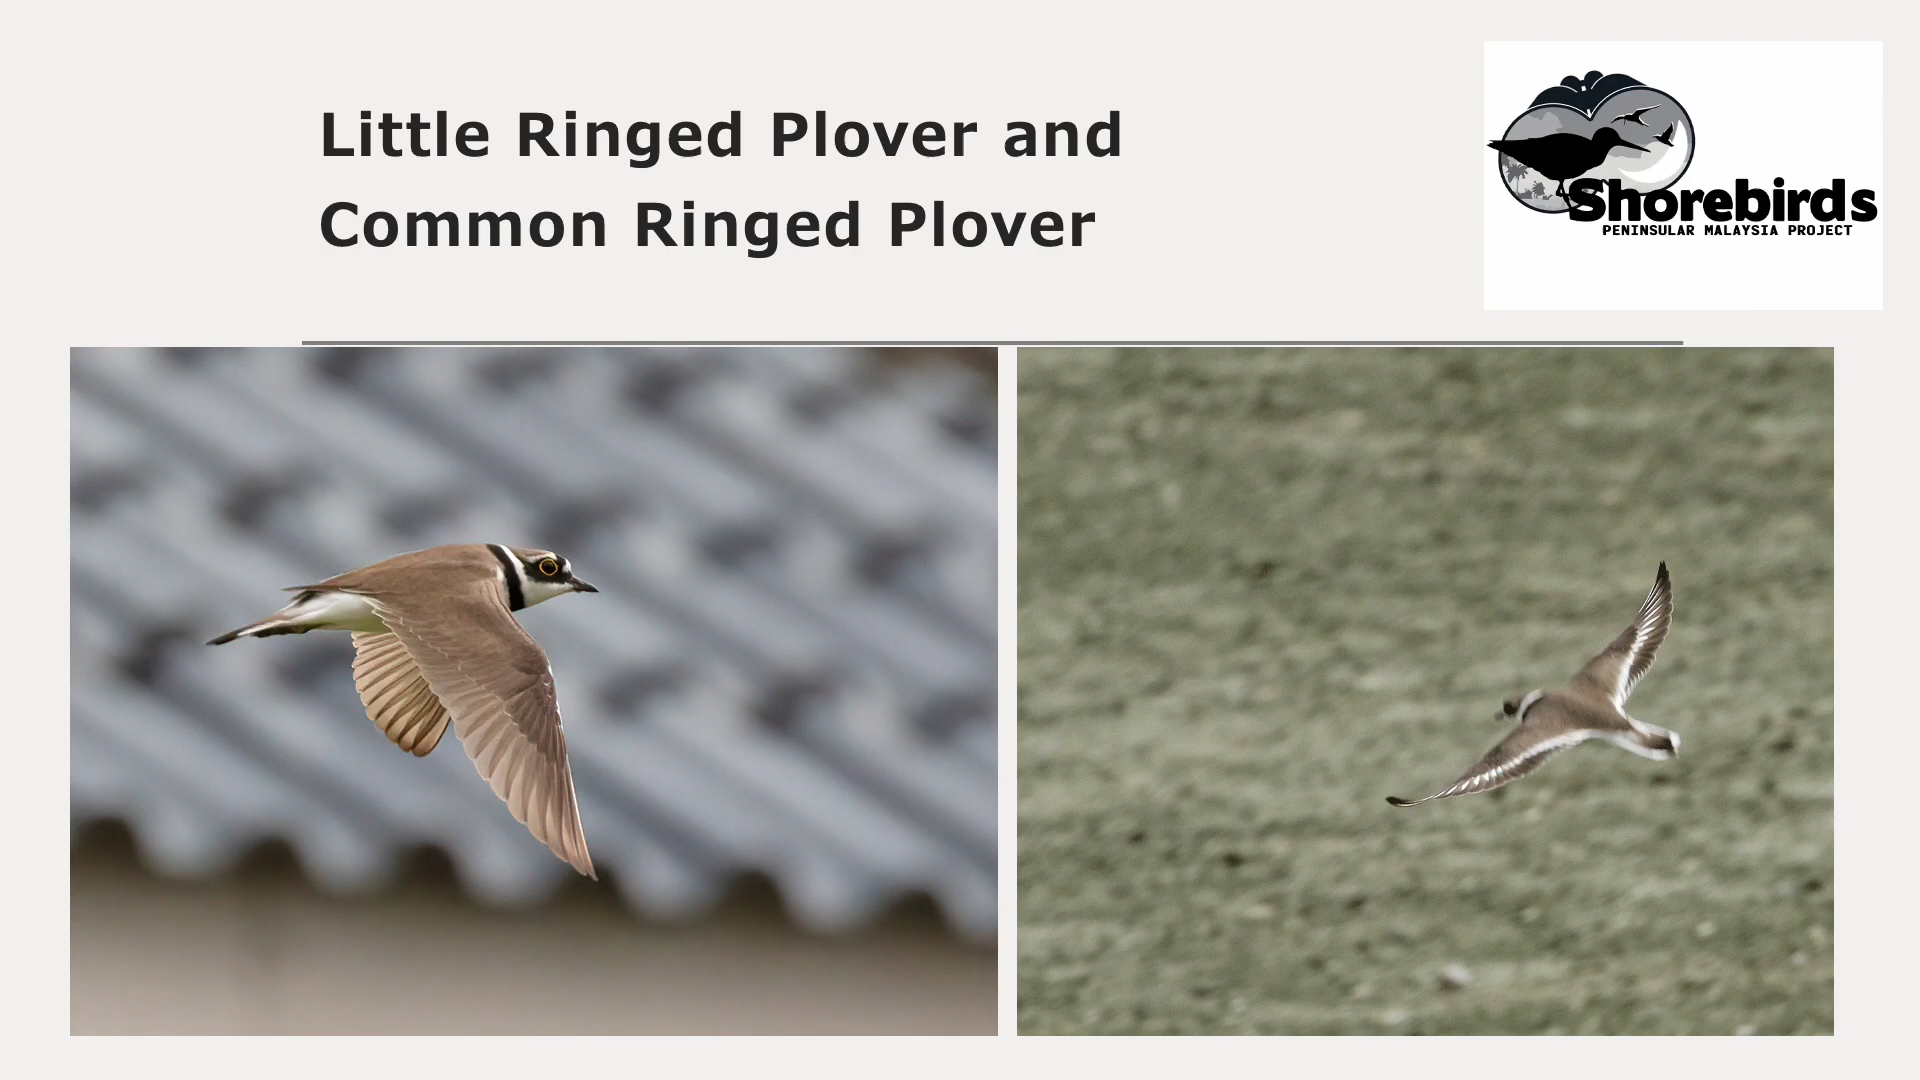 Little Ringed Plover and
Common Ringed Plover
Shorebirds
PENINSULAR MALAYSIA PROJECT